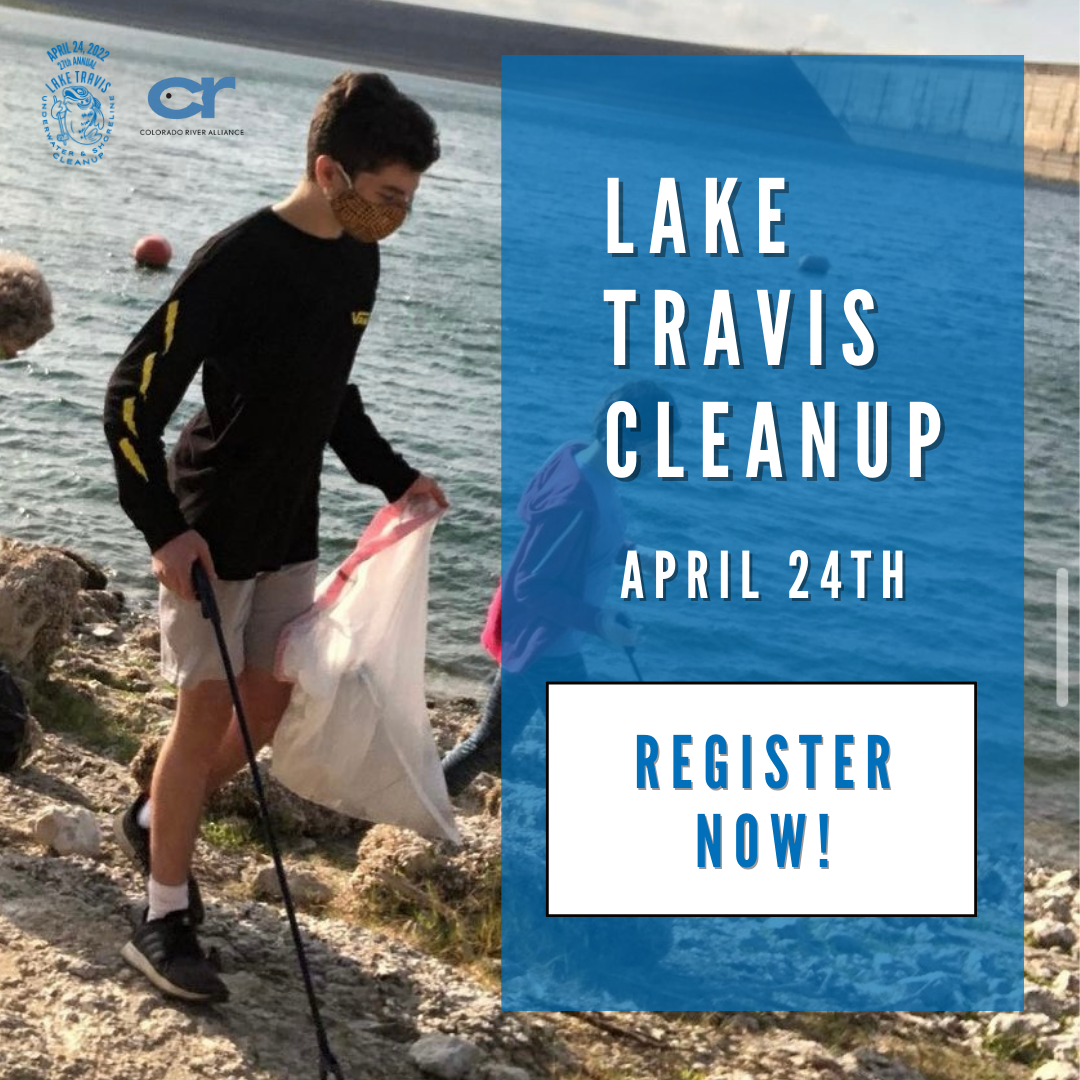 APRIL 24, 2022
27th ANNUAL
LAKE TRAVIS
UNDERWATER & SHORELINE
CLEANUP
cr
COLORADO RIVER ALLIANCE
LAKE
TRAVIS
CLEANUP
APRIL 24TH
REGISTER
NOW!